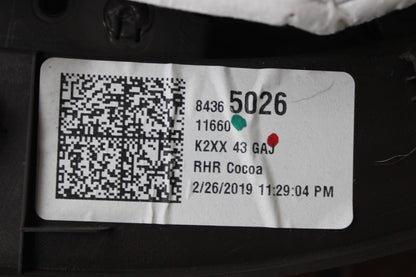 8436 5026
11660
K2XX 43 GAJ
RHR Cocoa
2/26/2019 11:29:04 PM